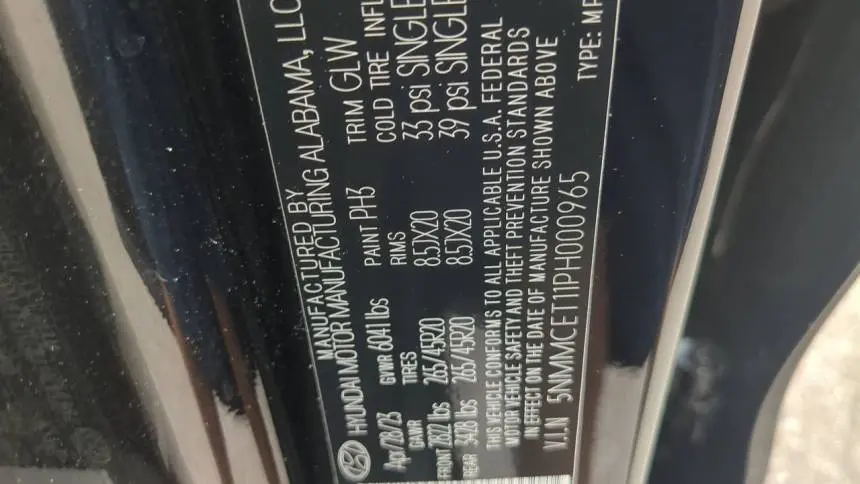 MANUFACTURED BY
HYUNDAI MOTOR MANUFACTURING ALABAMA, LLC
Apr/28/23 GVWR 6041 lbs PAINT PH3 TRIM GLW
GAWR TIRES RIMS COLD TIRE INFL
FRONT 2822 lbs 265/45R20 8.5JX20 33 psi SINGLE
REAR 3428 lbs 265/45R20 8.5JX20 39 psi SINGLE
THIS VEHICLE CONFORMS TO ALL APPLICABLE U.S.A. FEDERAL
MOTOR VEHICLE SAFETY AND THEFT PREVENTION STANDARDS
IN EFFECT ON THE DATE OF MANUFACTURE SHOWN ABOVE
V.I.N 5NMMCET11PH000965 TYPE: MP